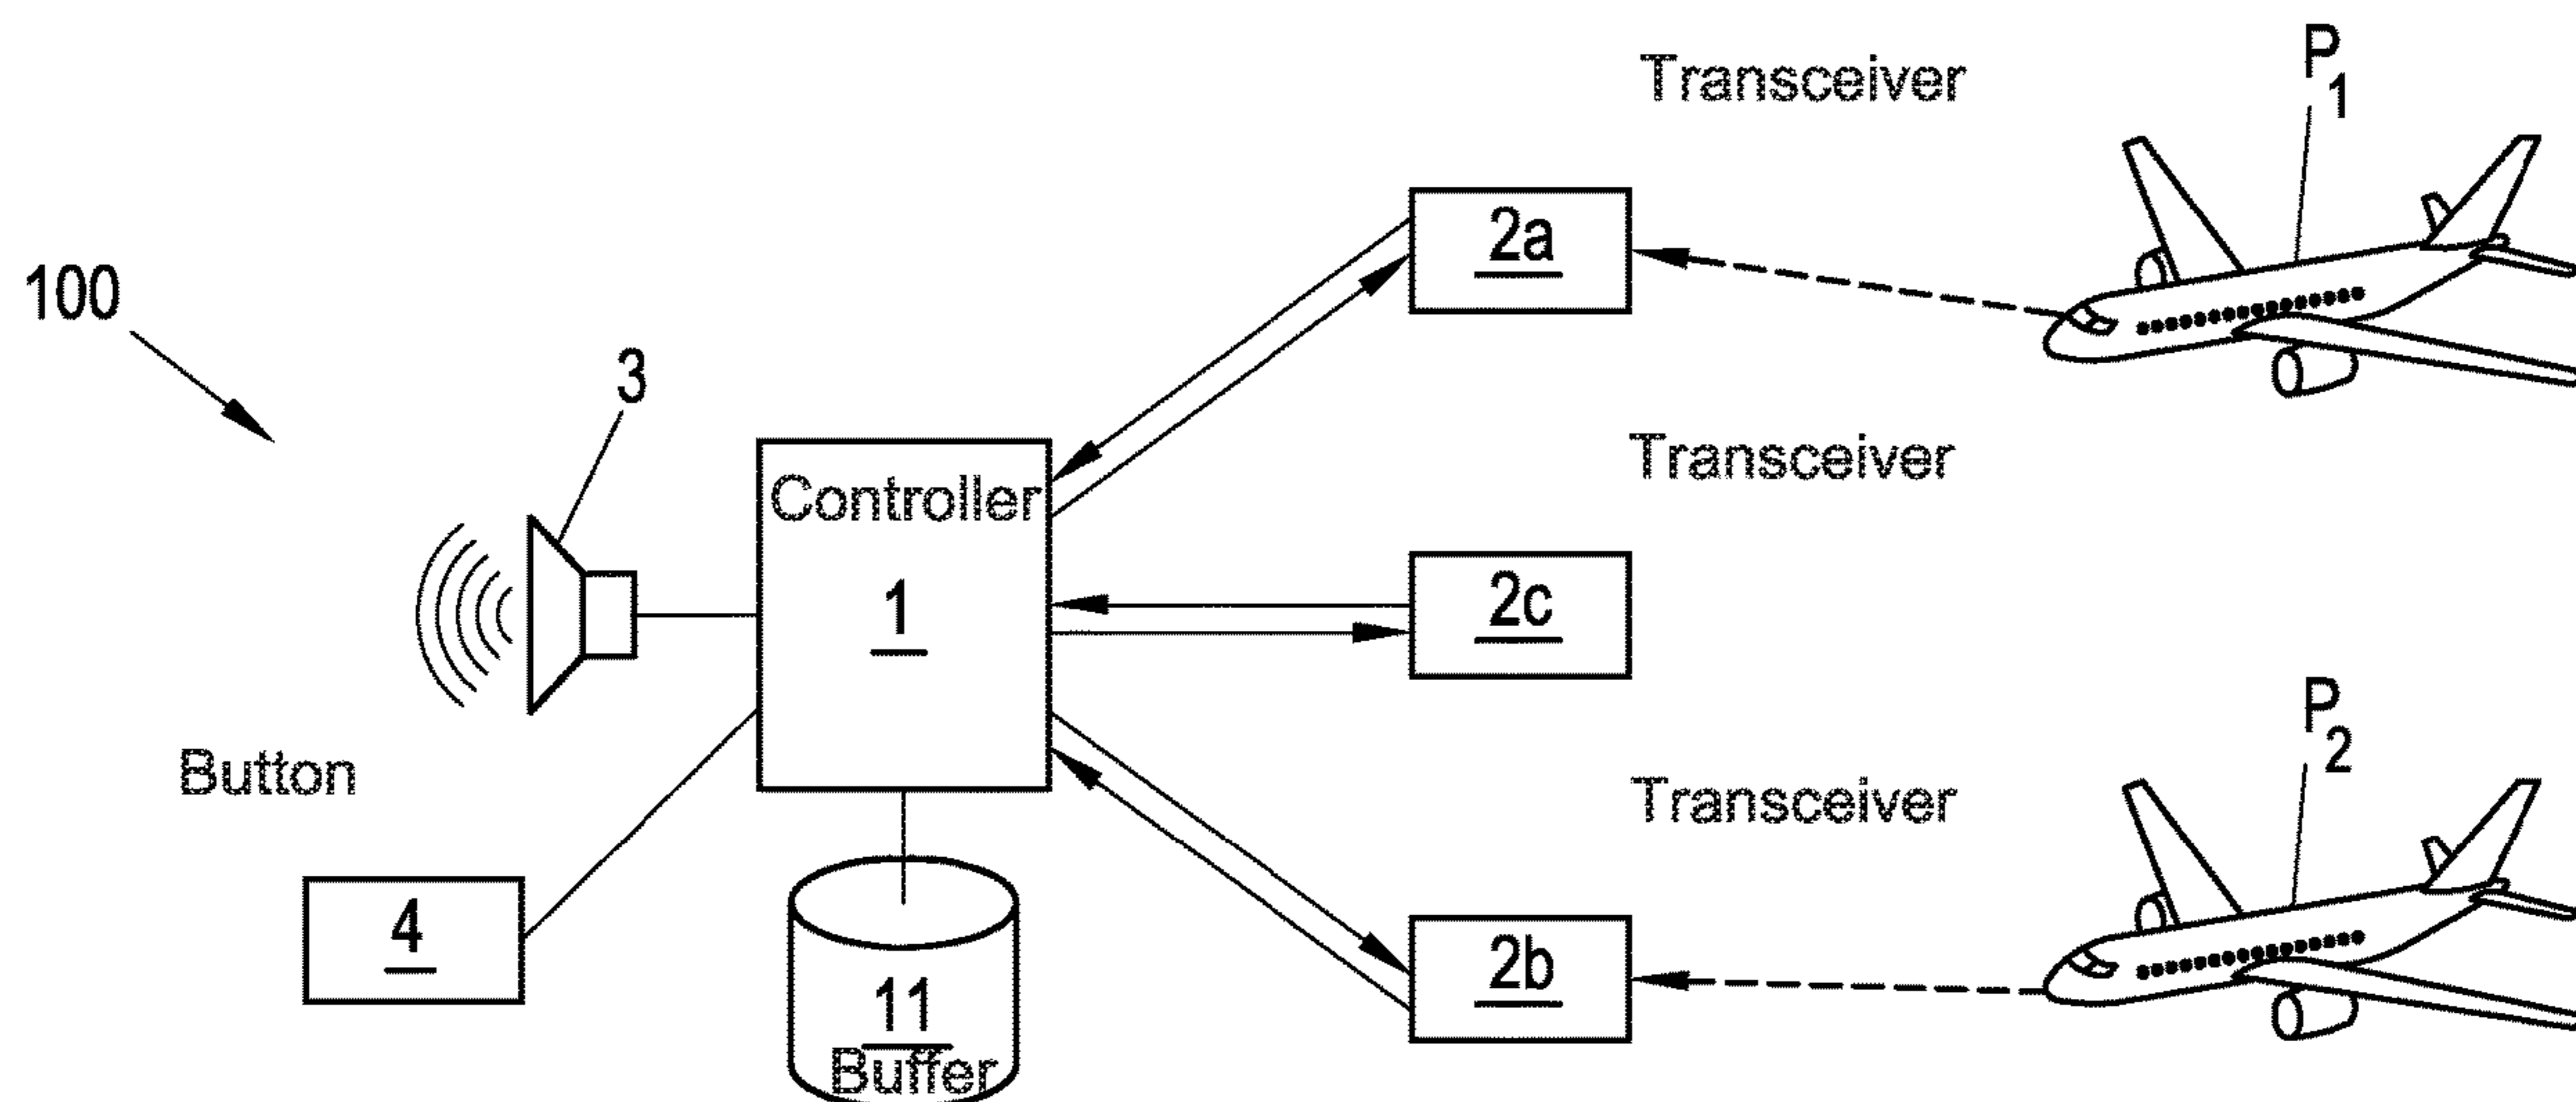 Transceiver
P1
2a
100
3
Transceiver
Controller
1
2c
Button
Transceiver
P2
4
11
Buffer
2b